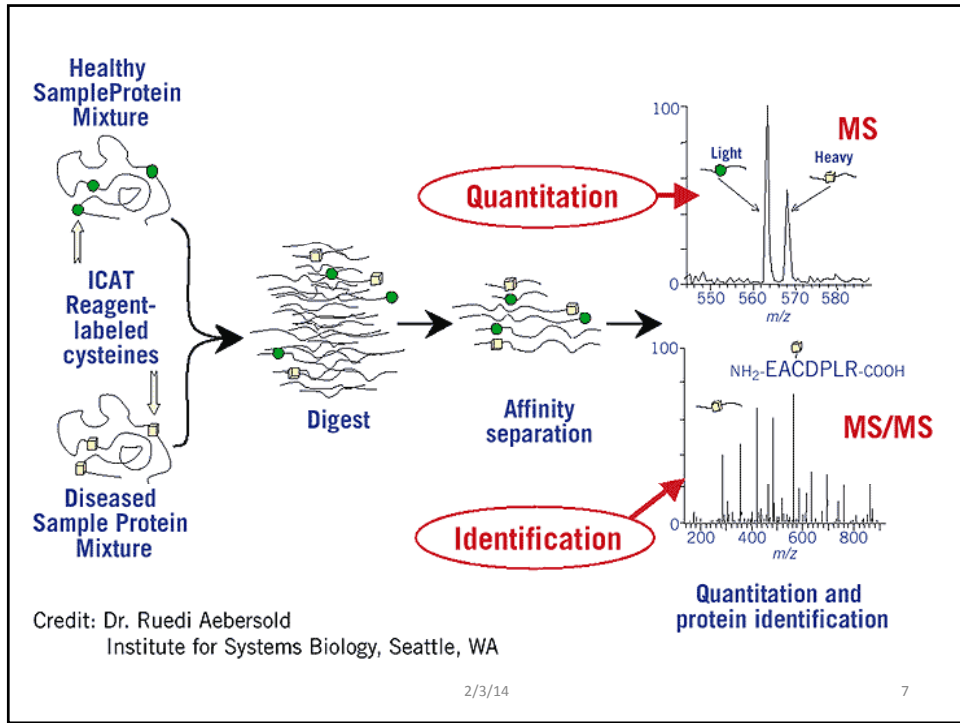 Healthy
SampleProtein
Mixture
ICAT
Reagent-
labeled
cysteines
Diseased
Sample Protein
Mixture
Digest
Affinity
separation
Quantitation
Identification
MS
100
Light
Heavy
0
550 560 570 580
m/z
100
NH₂-EACDPLR-COOH
MS/MS
0
200 400 600 800
m/z
Quantitation and
protein identification
Credit: Dr. Ruedi Aebersold
Institute for Systems Biology, Seattle, WA
2/3/14
7